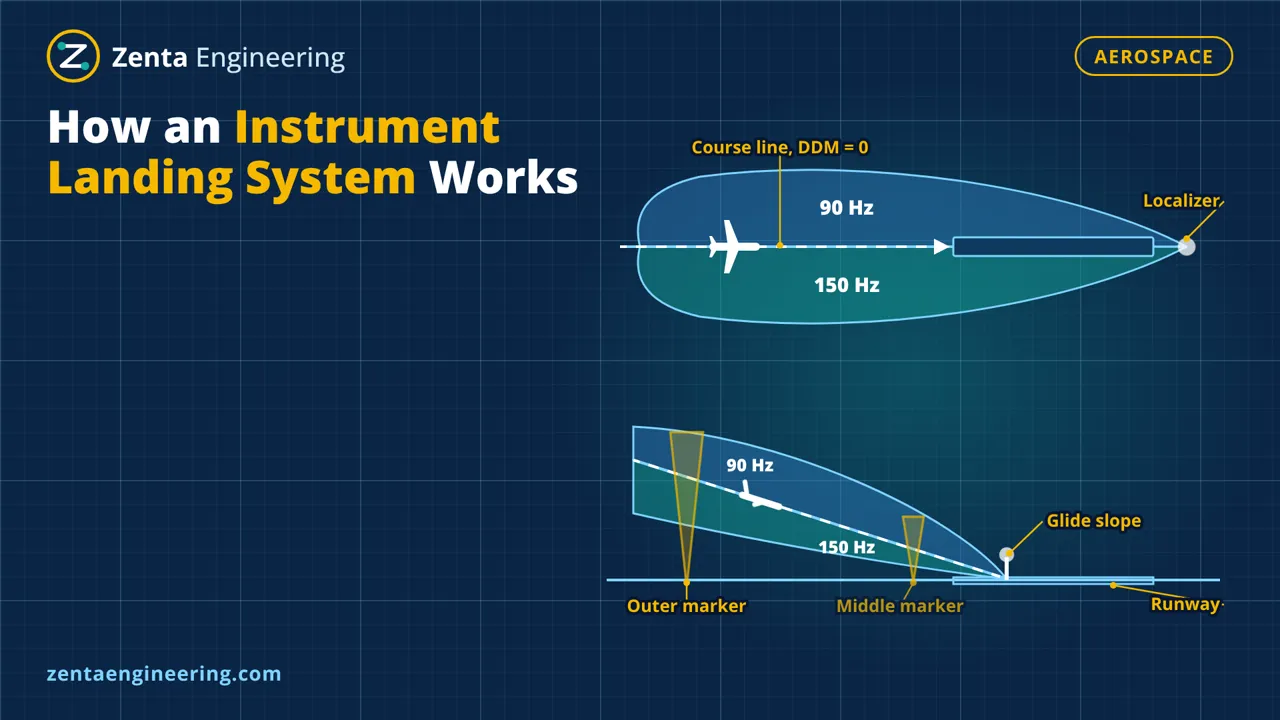 Zenta Engineering
AEROSPACE
How an Instrument
Landing System Works
Course line, DDM = 0
Localizer
90 Hz
150 Hz
90 Hz
150 Hz
Glide slope
Outer marker
Middle marker
Runway
zentaengineering.com